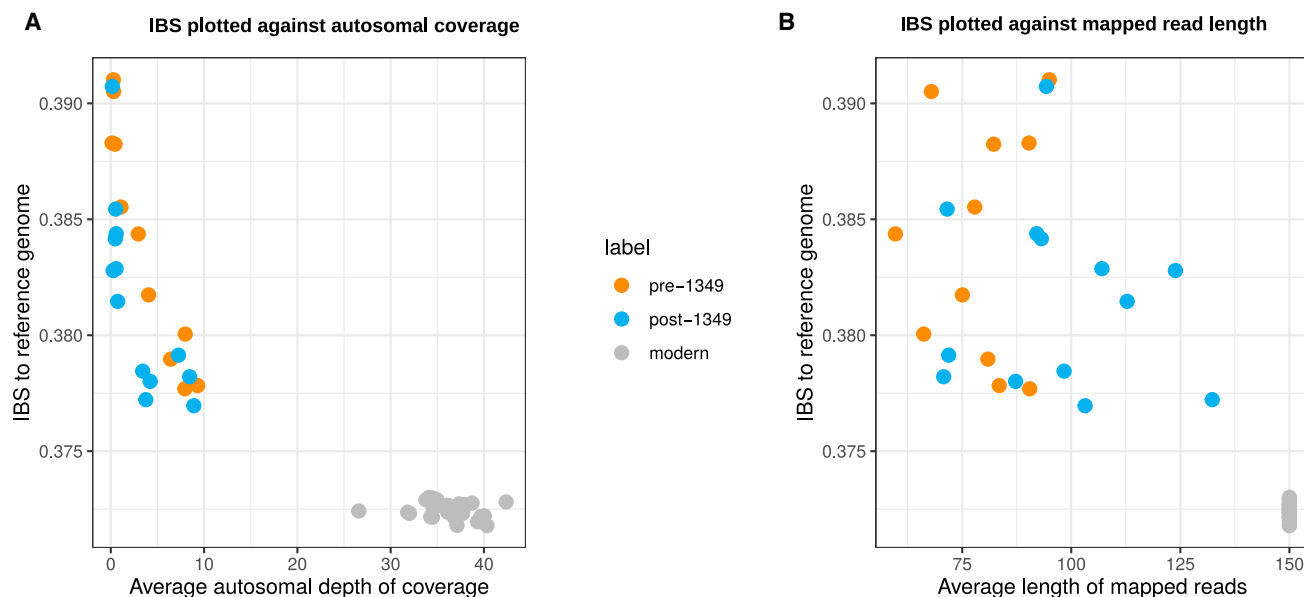 A
IBS plotted against autosomal coverage
IBS to reference genome
0.390
0.385
0.380
0.375
0
10
20
30
40
Average autosomal depth of coverage
label
pre−1349
post−1349
modern
B
IBS plotted against mapped read length
IBS to reference genome
0.390
0.385
0.380
0.375
75
100
125
150
Average length of mapped reads